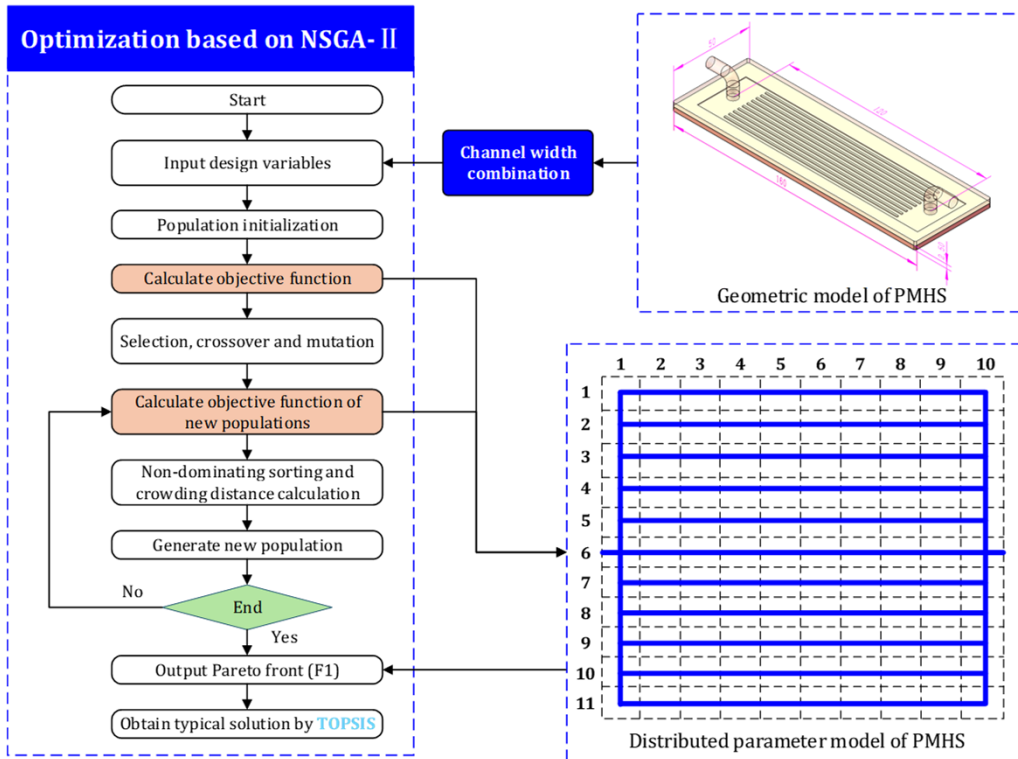 Optimization based on NSGA-Ⅱ
Start
Input design variables
Population initialization
Calculate objective function
Selection, crossover and mutation
Calculate objective function of
new populations
Non-dominating sorting and
crowding distance calculation
Generate new population
No
End
Yes
Output Pareto front (F1)
Obtain typical solution by TOPSIS
Channel width
combination
120
180
Geometric model of PMHS
1 2 3 4 5 6 7 8 9 10
1
2
3
4
5
6
7
8
9
10
11
Distributed parameter model of PMHS